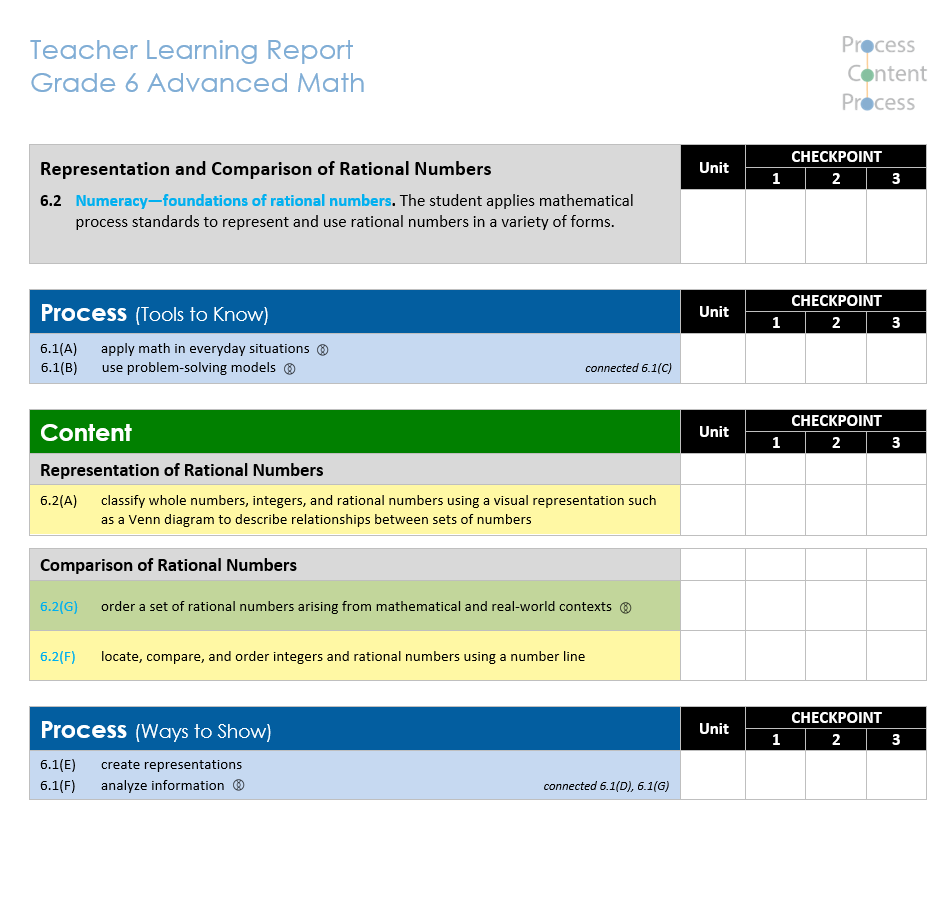 Teacher Learning Report
Grade 6 Advanced Math
Process
Content
Process
Representation and Comparison of Rational Numbers
6.2 Numeracy—foundations of rational numbers. The student applies mathematical
process standards to represent and use rational numbers in a variety of forms.
Unit
CHECKPOINT
1 2 3
Process (Tools to Know)
Unit
CHECKPOINT
1 2 3
6.1(A) apply math in everyday situations
6.1(B) use problem-solving models connected 6.1(C)
Content
Unit
CHECKPOINT
1 2 3
Representation of Rational Numbers
6.2(A) classify whole numbers, integers, and rational numbers using a visual representation such
as a Venn diagram to describe relationships between sets of numbers
Comparison of Rational Numbers
6.2(G) order a set of rational numbers arising from mathematical and real-world contexts
6.2(F) locate, compare, and order integers and rational numbers using a number line
Process (Ways to Show)
Unit
CHECKPOINT
1 2 3
6.1(E) create representations
6.1(F) analyze information connected 6.1(D), 6.1(G)